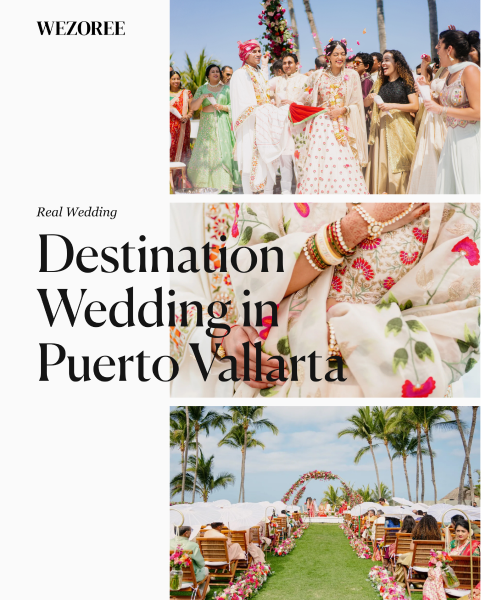 WEZOREE
Real Wedding
Destination
Wedding in
Puerto Vallarta